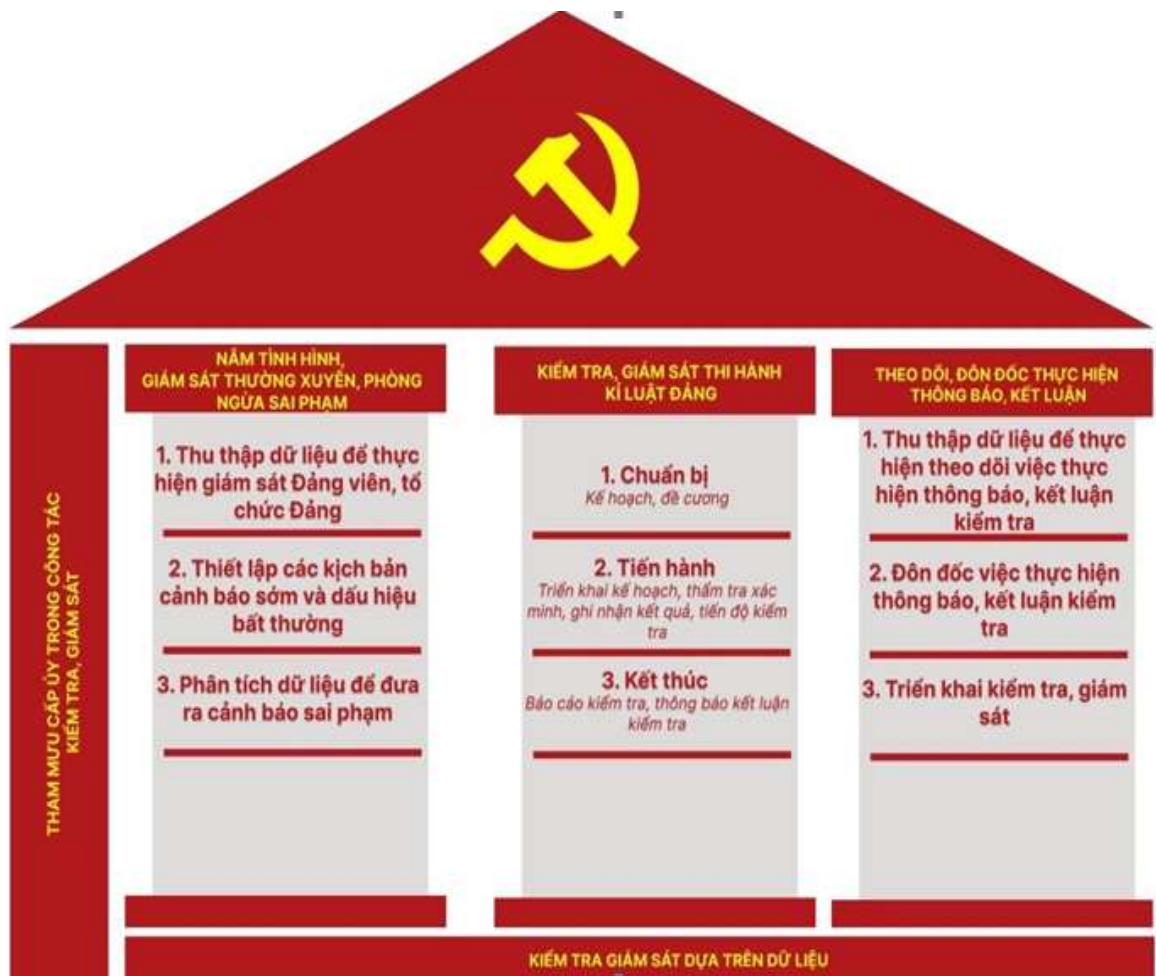 THAM MƯU CẤP ỦY TRONG CÔNG TÁC
KIỂM TRA, GIÁM SÁT
NẮM TÌNH HÌNH,
GIÁM SÁT THƯỜNG XUYÊN, PHÒNG
NGỪA SAI PHẠM
1. Thu thập dữ liệu để thực
hiện giám sát Đảng viên, tổ
chức Đảng
2. Thiết lập các kịch bản
cảnh báo sớm và dấu hiệu
bất thường
3. Phân tích dữ liệu để đưa
ra cảnh báo sai phạm
KIỂM TRA, GIÁM SÁT THI HÀNH
KỈ LUẬT ĐẢNG
1. Chuẩn bị
Kế hoạch, đề cương
2. Tiến hành
Triển khai kế hoạch, thẩm tra xác
minh, ghi nhận kết quả, tiến độ kiểm
tra
3. Kết thúc
Báo cáo kiểm tra, thông báo kết luận
kiểm tra
THEO DÕI, ĐÔN ĐỐC THỰC HIỆN
THÔNG BÁO, KẾT LUẬN
1. Thu thập dữ liệu để thực
hiện theo dõi việc thực
hiện thông báo, kết luận
kiểm tra
2. Đôn đốc việc thực hiện
thông báo, kết luận kiểm
tra
3. Triển khai kiểm tra, giám
sát
KIỂM TRA GIÁM SÁT DỰA TRÊN DỮ LIỆU